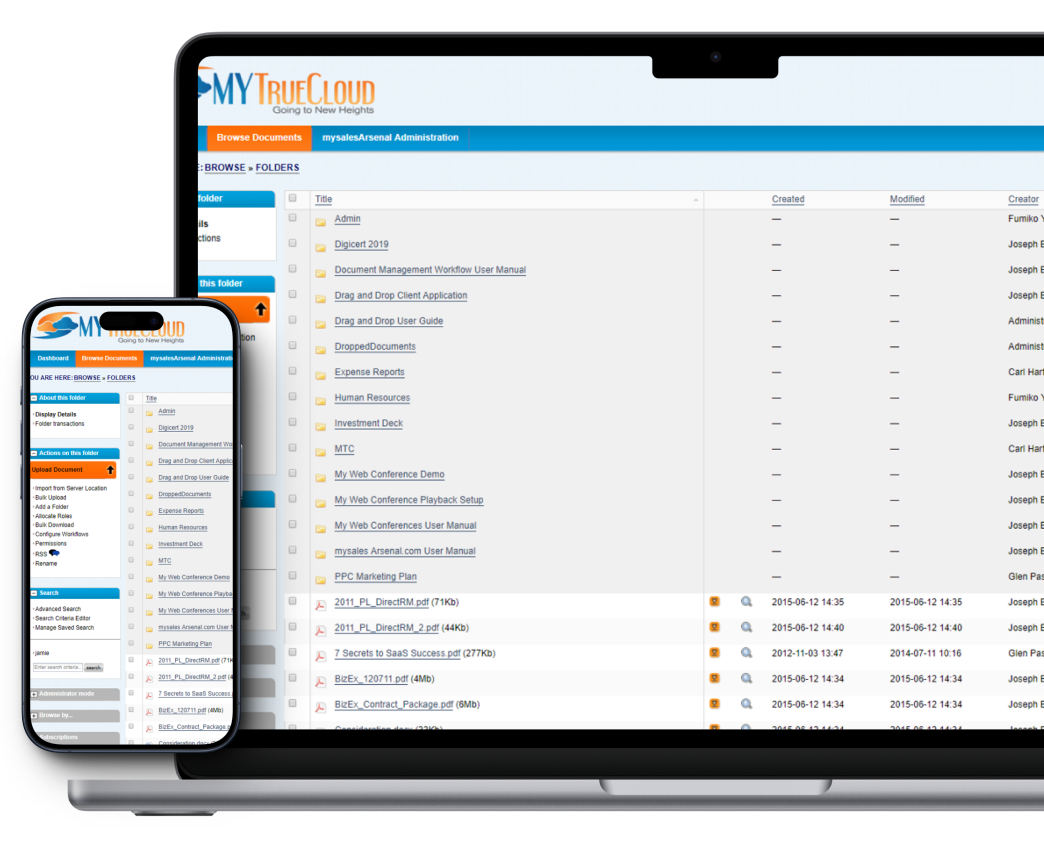 MYTRUECLOUD
Going to New Heights
Browse Documents mysalesArsenal Administration
E: BROWSE » FOLDERS
folder
ils
ctions
this folder
tion
Title Created Modified Creator
Admin — — Fumiko Y
Digicert 2019 — — Joseph E
Document Management Workflow User Manual — — Joseph E
Drag and Drop Client Application — — Joseph E
Drag and Drop User Guide — — Administ
DroppedDocuments — — Administ
Expense Reports — — Carl Harf
Human Resources — — Fumiko Y
Investment Deck — — Joseph E
MTC — — Carl Harf
My Web Conference Demo — — Joseph E
My Web Conference Playback Setup — — Joseph E
My Web Conferences User Manual — — Joseph E
mysales Arsenal.com User Manual — — Joseph E
PPC Marketing Plan — — Glen Pas
2011_PL_DirectRM.pdf (71Kb) 2015-06-12 14:35 2015-06-12 14:35 Joseph E
2011_PL_DirectRM_2.pdf (44Kb) 2015-06-12 14:40 2015-06-12 14:40 Joseph E
7 Secrets to SaaS Success.pdf (277Kb) 2012-11-03 13:47 2014-07-11 10:16 Glen Pas
BizEx_120711.pdf (4Mb) 2015-06-12 14:34 2015-06-12 14:34 Joseph E
BizEx_Contract_Package.pdf (6Mb) 2015-06-12 14:34 2015-06-12 14:34 Joseph E
MYTRUECLOUD
Going to New Heights
Dashboard Browse Documents mysalesArsenal Administrati
OU ARE HERE: BROWSE » FOLDERS
About this folder
Display Details
Folder transactions
Actions on this folder
Upload Document
Import from Server Location
Bulk Upload
Add a Folder
Allocate Roles
Bulk Download
Configure Workflows
Permissions
RSS
Rename
Search
Advanced Search
Search Criteria Editor
Manage Saved Search
jamie
Enter search criteria... search
Administrator mode
Browse by...
ubscriptions
Title
Admin
Digicert 2019
Document Management Wo
Drag and Drop Client Applic
Drag and Drop User Guide
DroppedDocuments
Expense Reports
Human Resources
Investment Deck
MTC
My Web Conference Demo
My Web Conference Playba
My Web Conferences User M
mysales Arsenal.com User M
PPC Marketing Plan
2011_PL_DirectRM.pdf (71K
2011_PL_DirectRM_2.pdf (4
7 Secrets to SaaS Success.
BizEx_120711.pdf (4Mb)
BizEx_Contract_Package.p
Consideration.docx